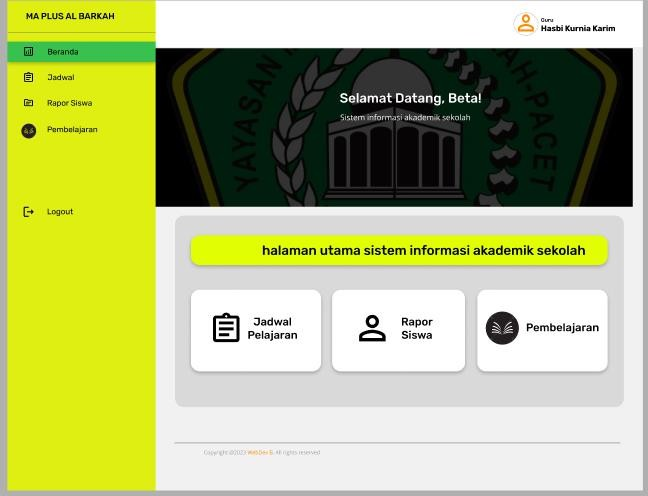 MA PLUS AL BARKAH
Guru
Hasbi Kurnia Karim
Beranda
Jadwal
Rapor Siswa
Pembelajaran
Logout
YAYASAN
H-PACET
Selamat Datang, Beta!
Sistem informasi akademik sekolah
halaman utama sistem informasi akademik sekolah
Jadwal
Pelajaran
Rapor
Siswa
Pembelajaran
Copyright @2023 WebDev B. All rights reserved